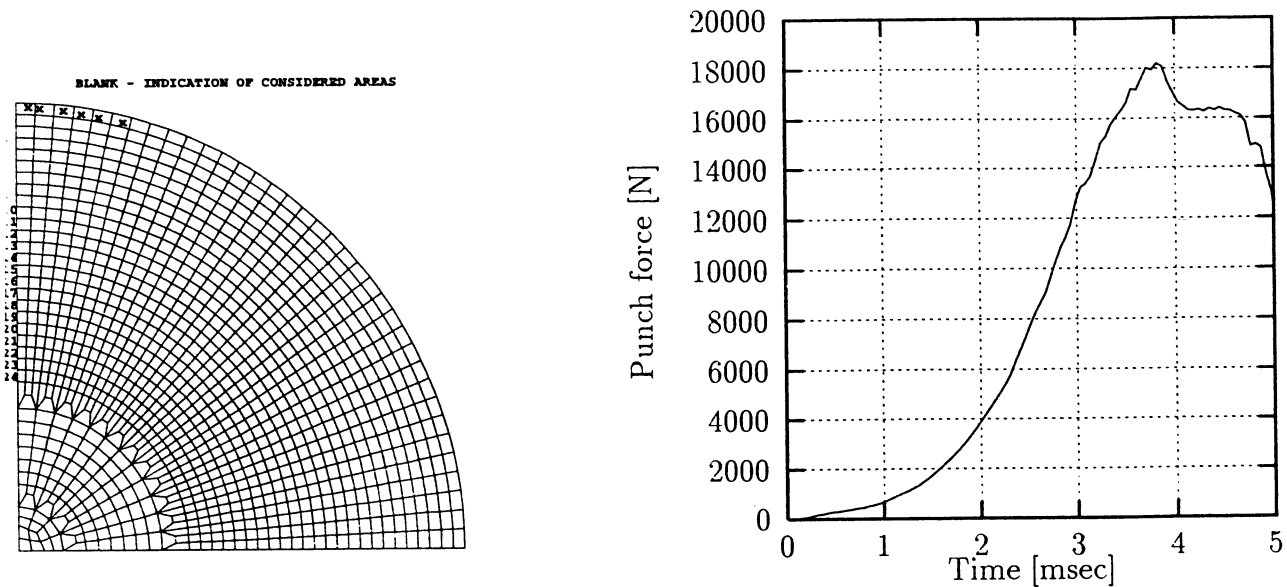 BLANK - INDICATION OF CONSIDERED AREAS
20000
18000
16000
14000
12000
10000
8000
6000
4000
2000
0
Punch force [N]
0 1 2 3 4 5
Time [msec]